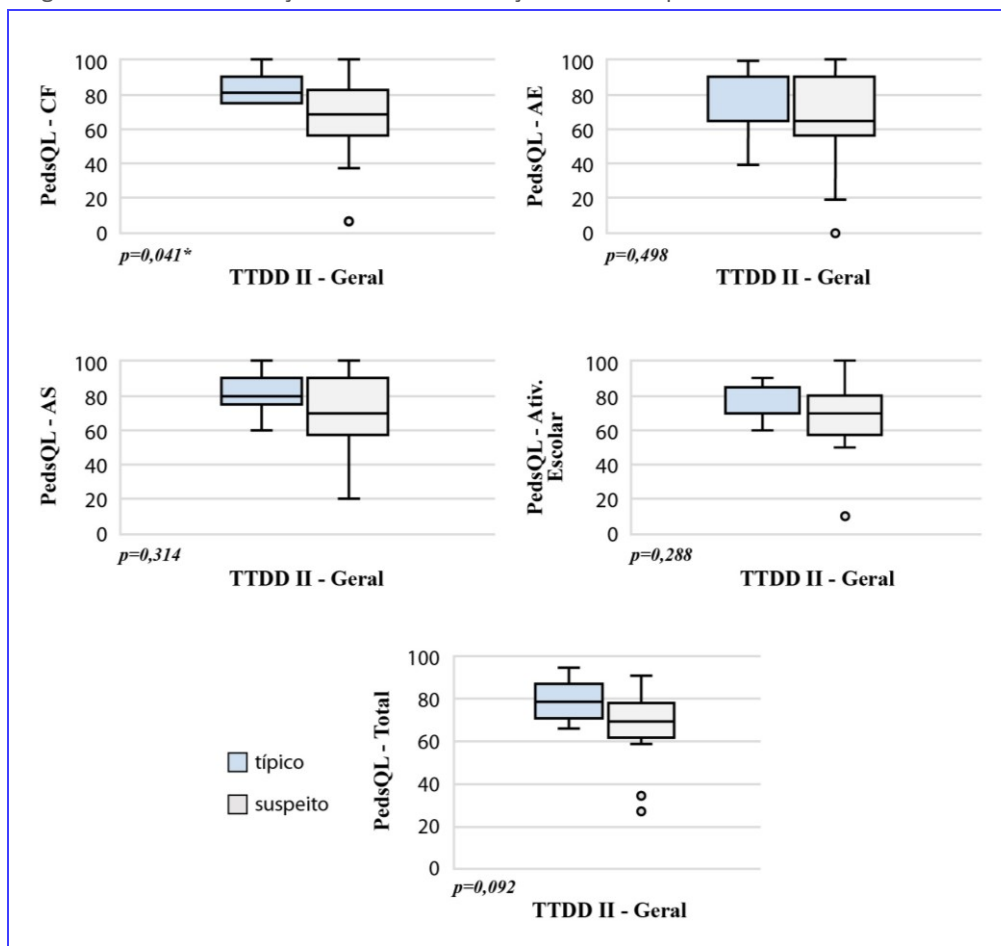 100
80
60
40
20
0
PedsQL - CF
p=0,041*
TTDD II - Geral
100
80
60
40
20
0
PedsQL - AE
p=0,498
TTDD II - Geral
100
80
60
40
20
0
PedsQL - AS
p=0,314
TTDD II - Geral
100
80
60
40
20
0
PedsQL - Ativ.
Escolar
p=0,288
TTDD II - Geral
100
80
60
40
20
0
PedsQL - Total
p=0,092
TTDD II - Geral
típico
suspeito